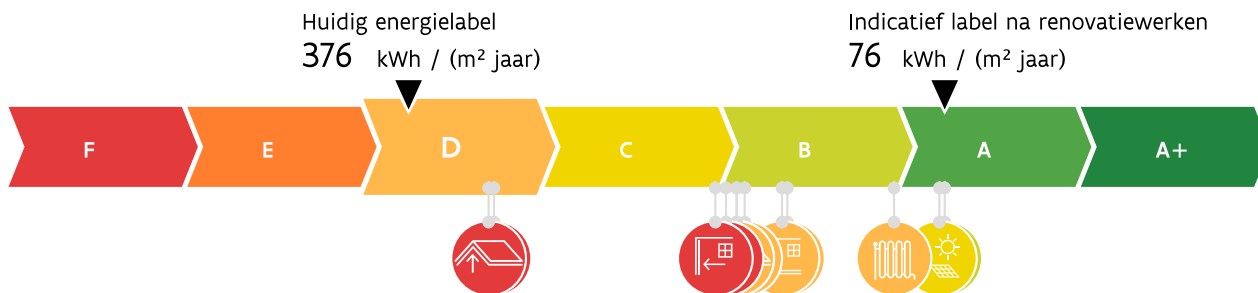 Huidig energielabel
376 kWh / (m² jaar)
Indicatief label na renovatiewerken
76 kWh / (m² jaar)
F E D C B A A+